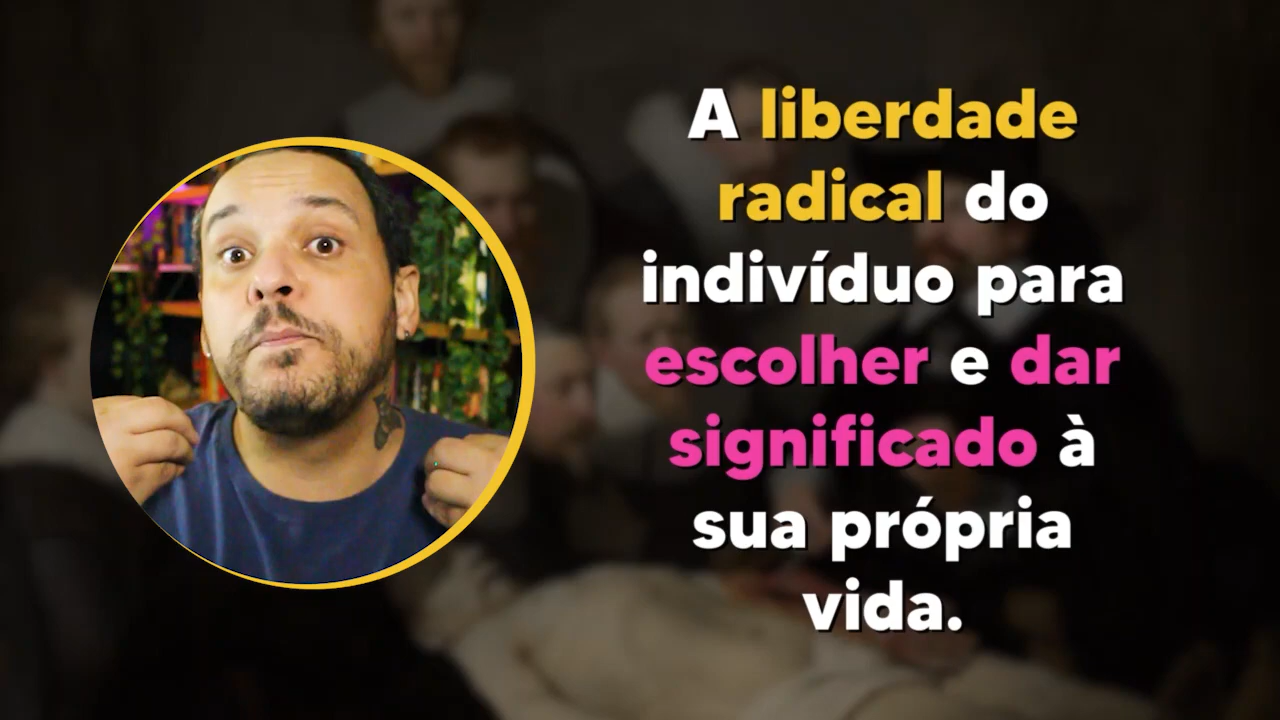 A liberdade
radical do
indivíduo para
escolher e dar
significado à
sua própria
vida.